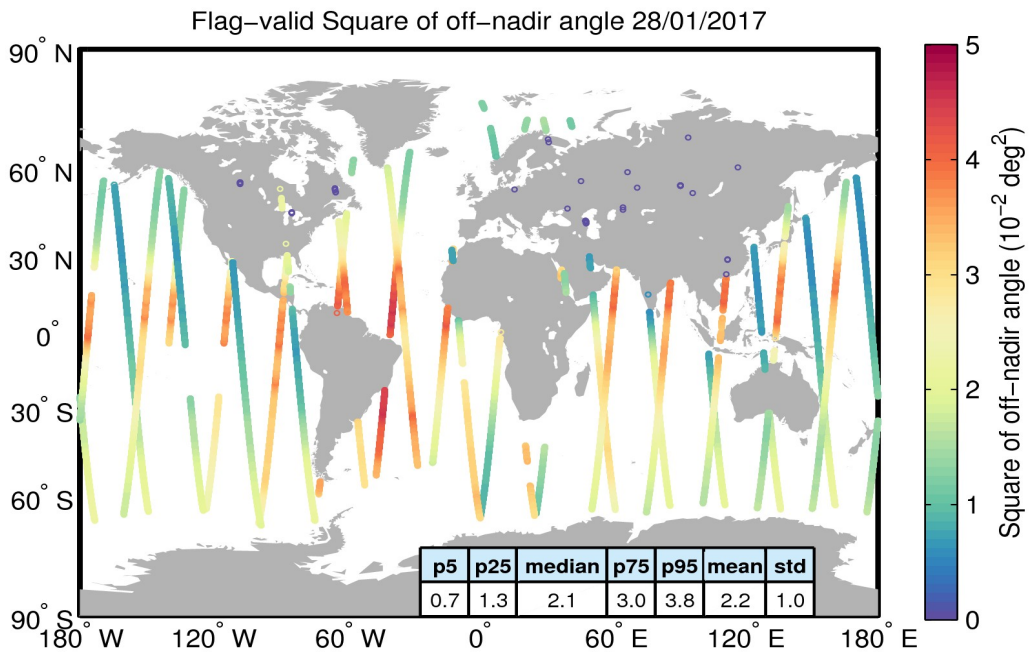 Flag−valid Square of off−nadir angle 28/01/2017
90° N
60° N
30° N
0°
30° S
60° S
90° S
180° W
120° W
60° W
0°
60° E
120° E
180° E
p5 p25 median p75 p95 mean std
0.7 1.3 2.1 3.0 3.8 2.2 1.0
5
4
3
2
1
0
Square of off−nadir angle (10⁻² deg²)